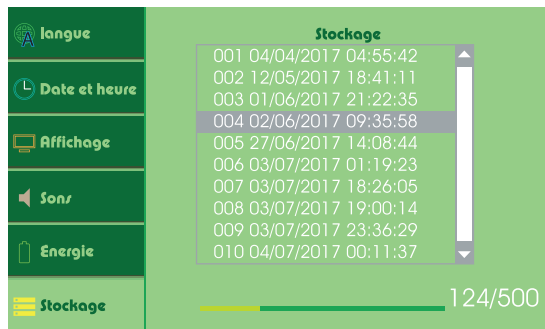 langue
Date et heure
Affichage
Sons
Energie
Stockage
Stockage
001 04/04/2017 04:55:42
002 12/05/2017 18:41:11
003 01/06/2017 21:22:35
004 02/06/2017 09:35:58
005 27/06/2017 14:08:44
006 03/07/2017 01:19:23
007 03/07/2017 18:26:05
008 03/07/2017 19:00:14
009 03/07/2017 23:36:29
010 04/07/2017 00:11:37
124/500